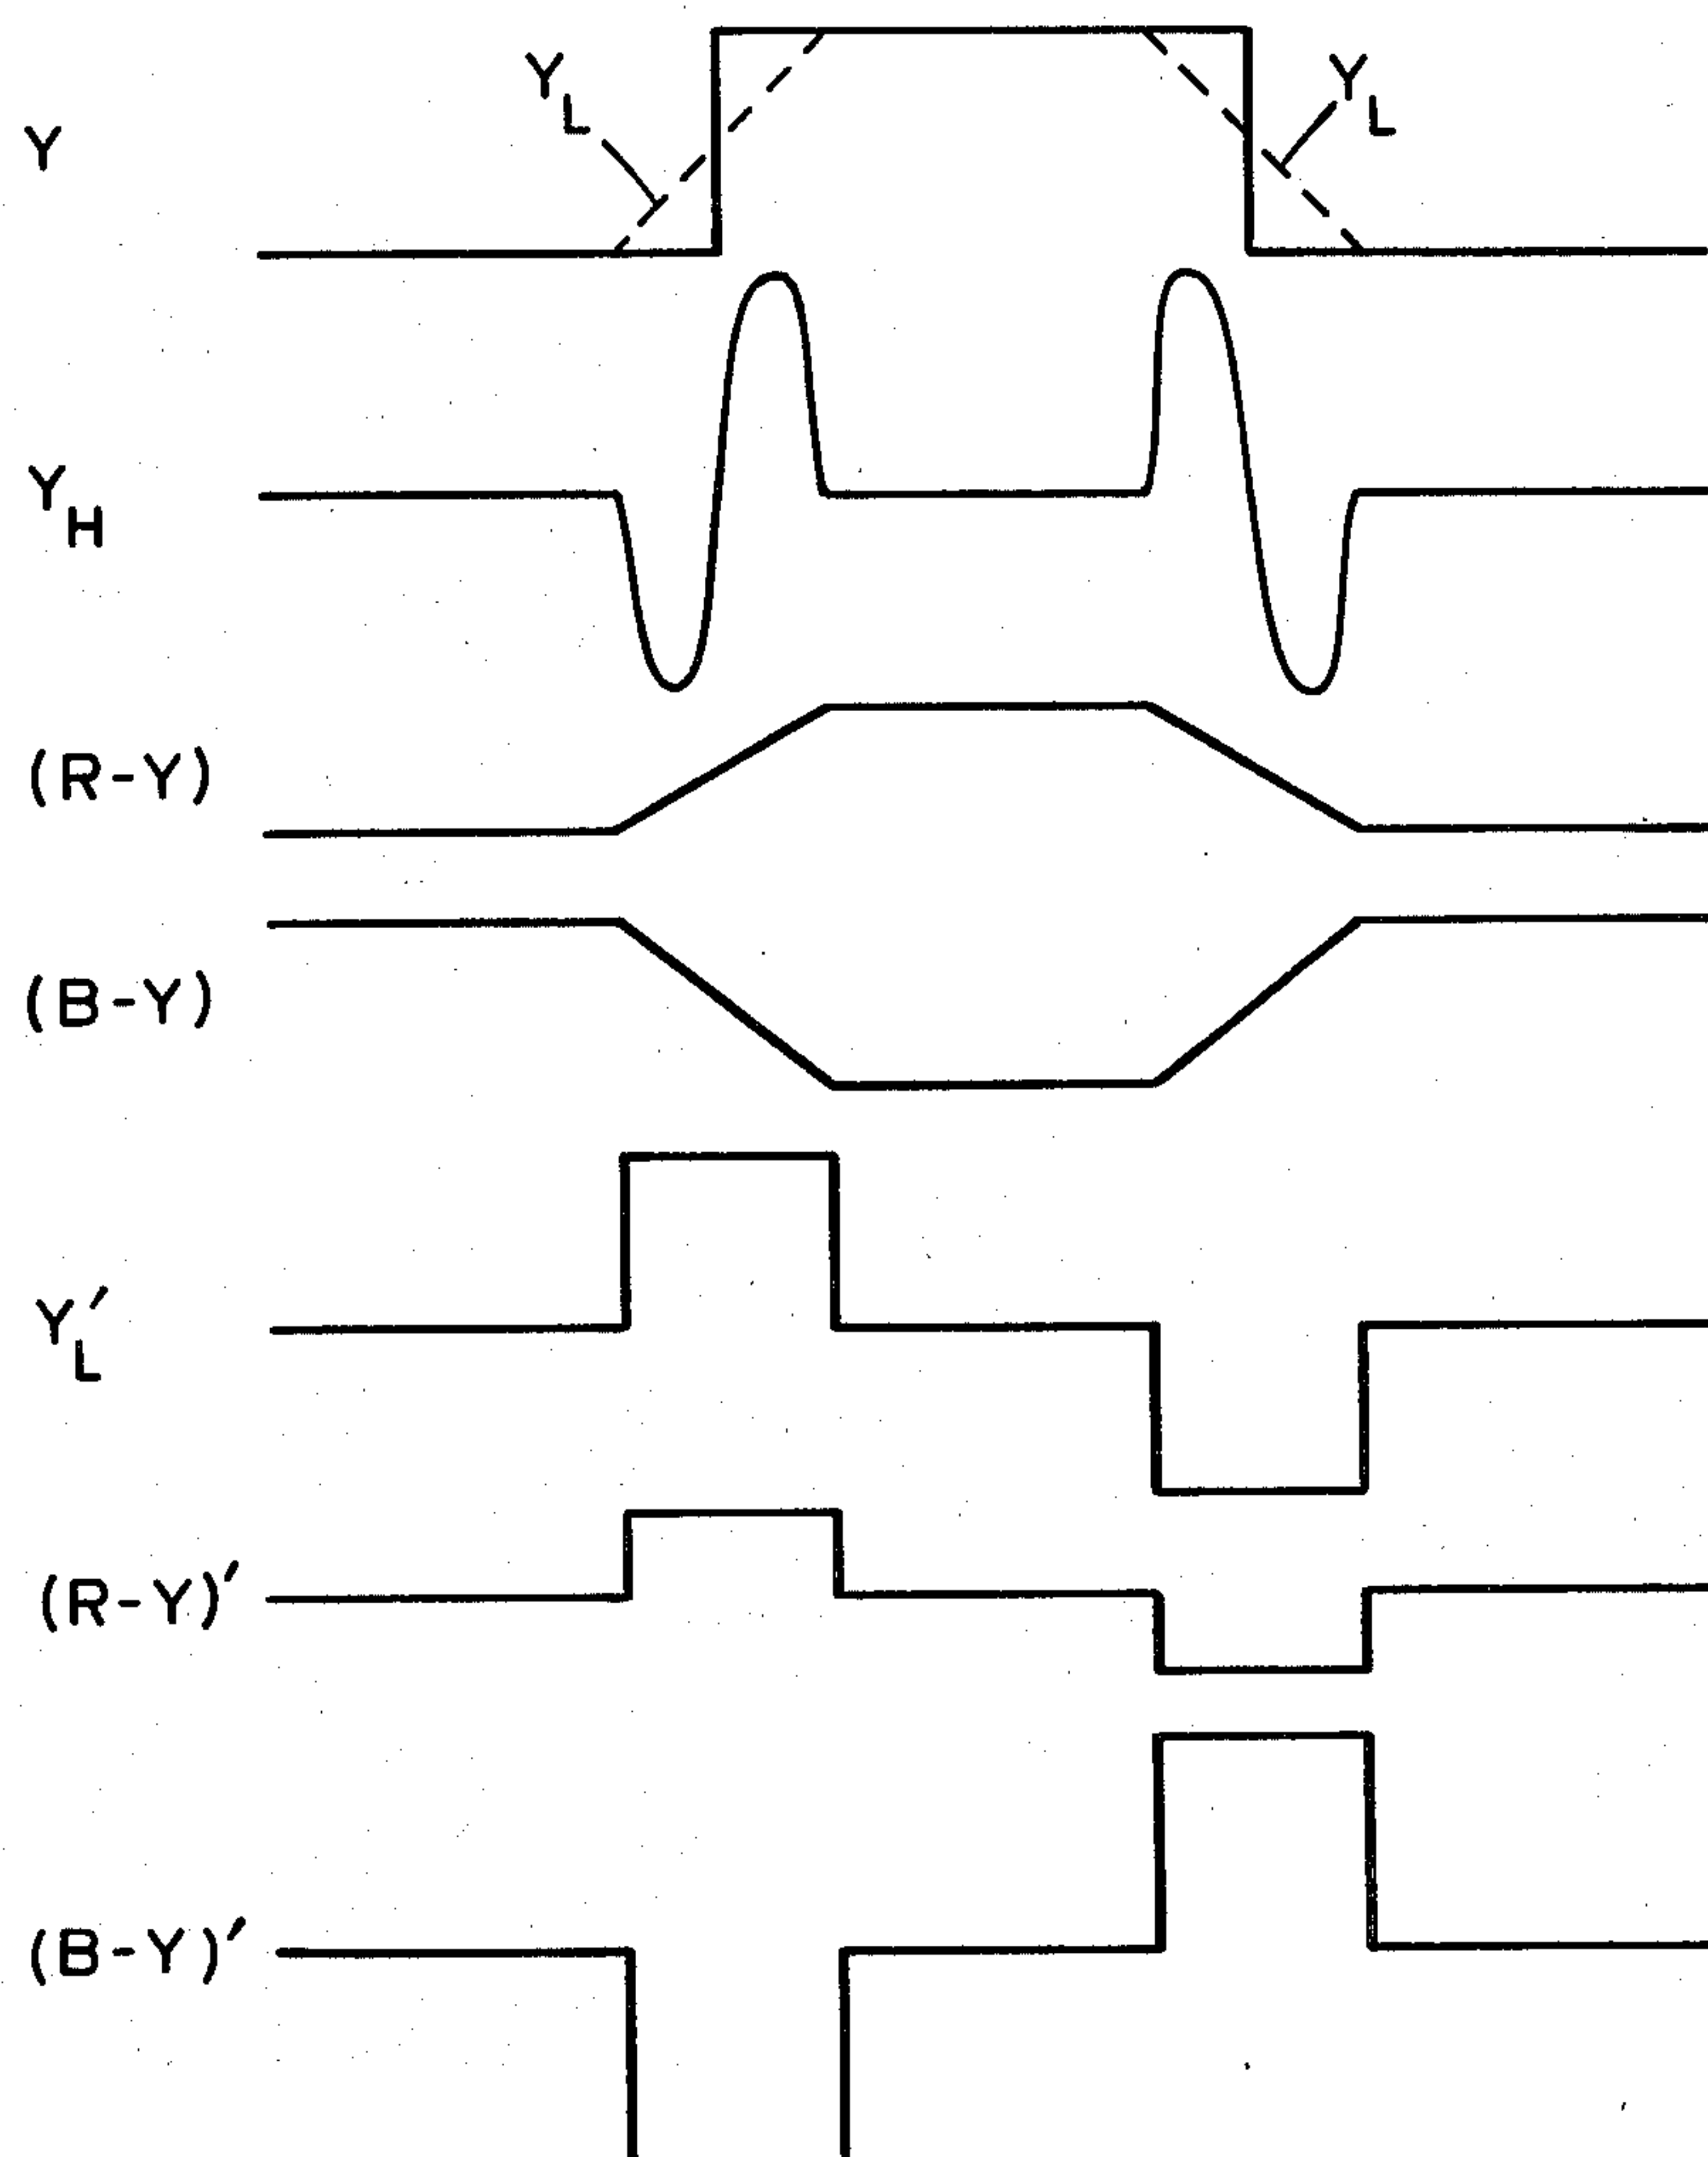 Y_L Y_L
Y
Y_H
(R-Y)
(B-Y)
Y_L′
(R-Y)′
(B-Y)′